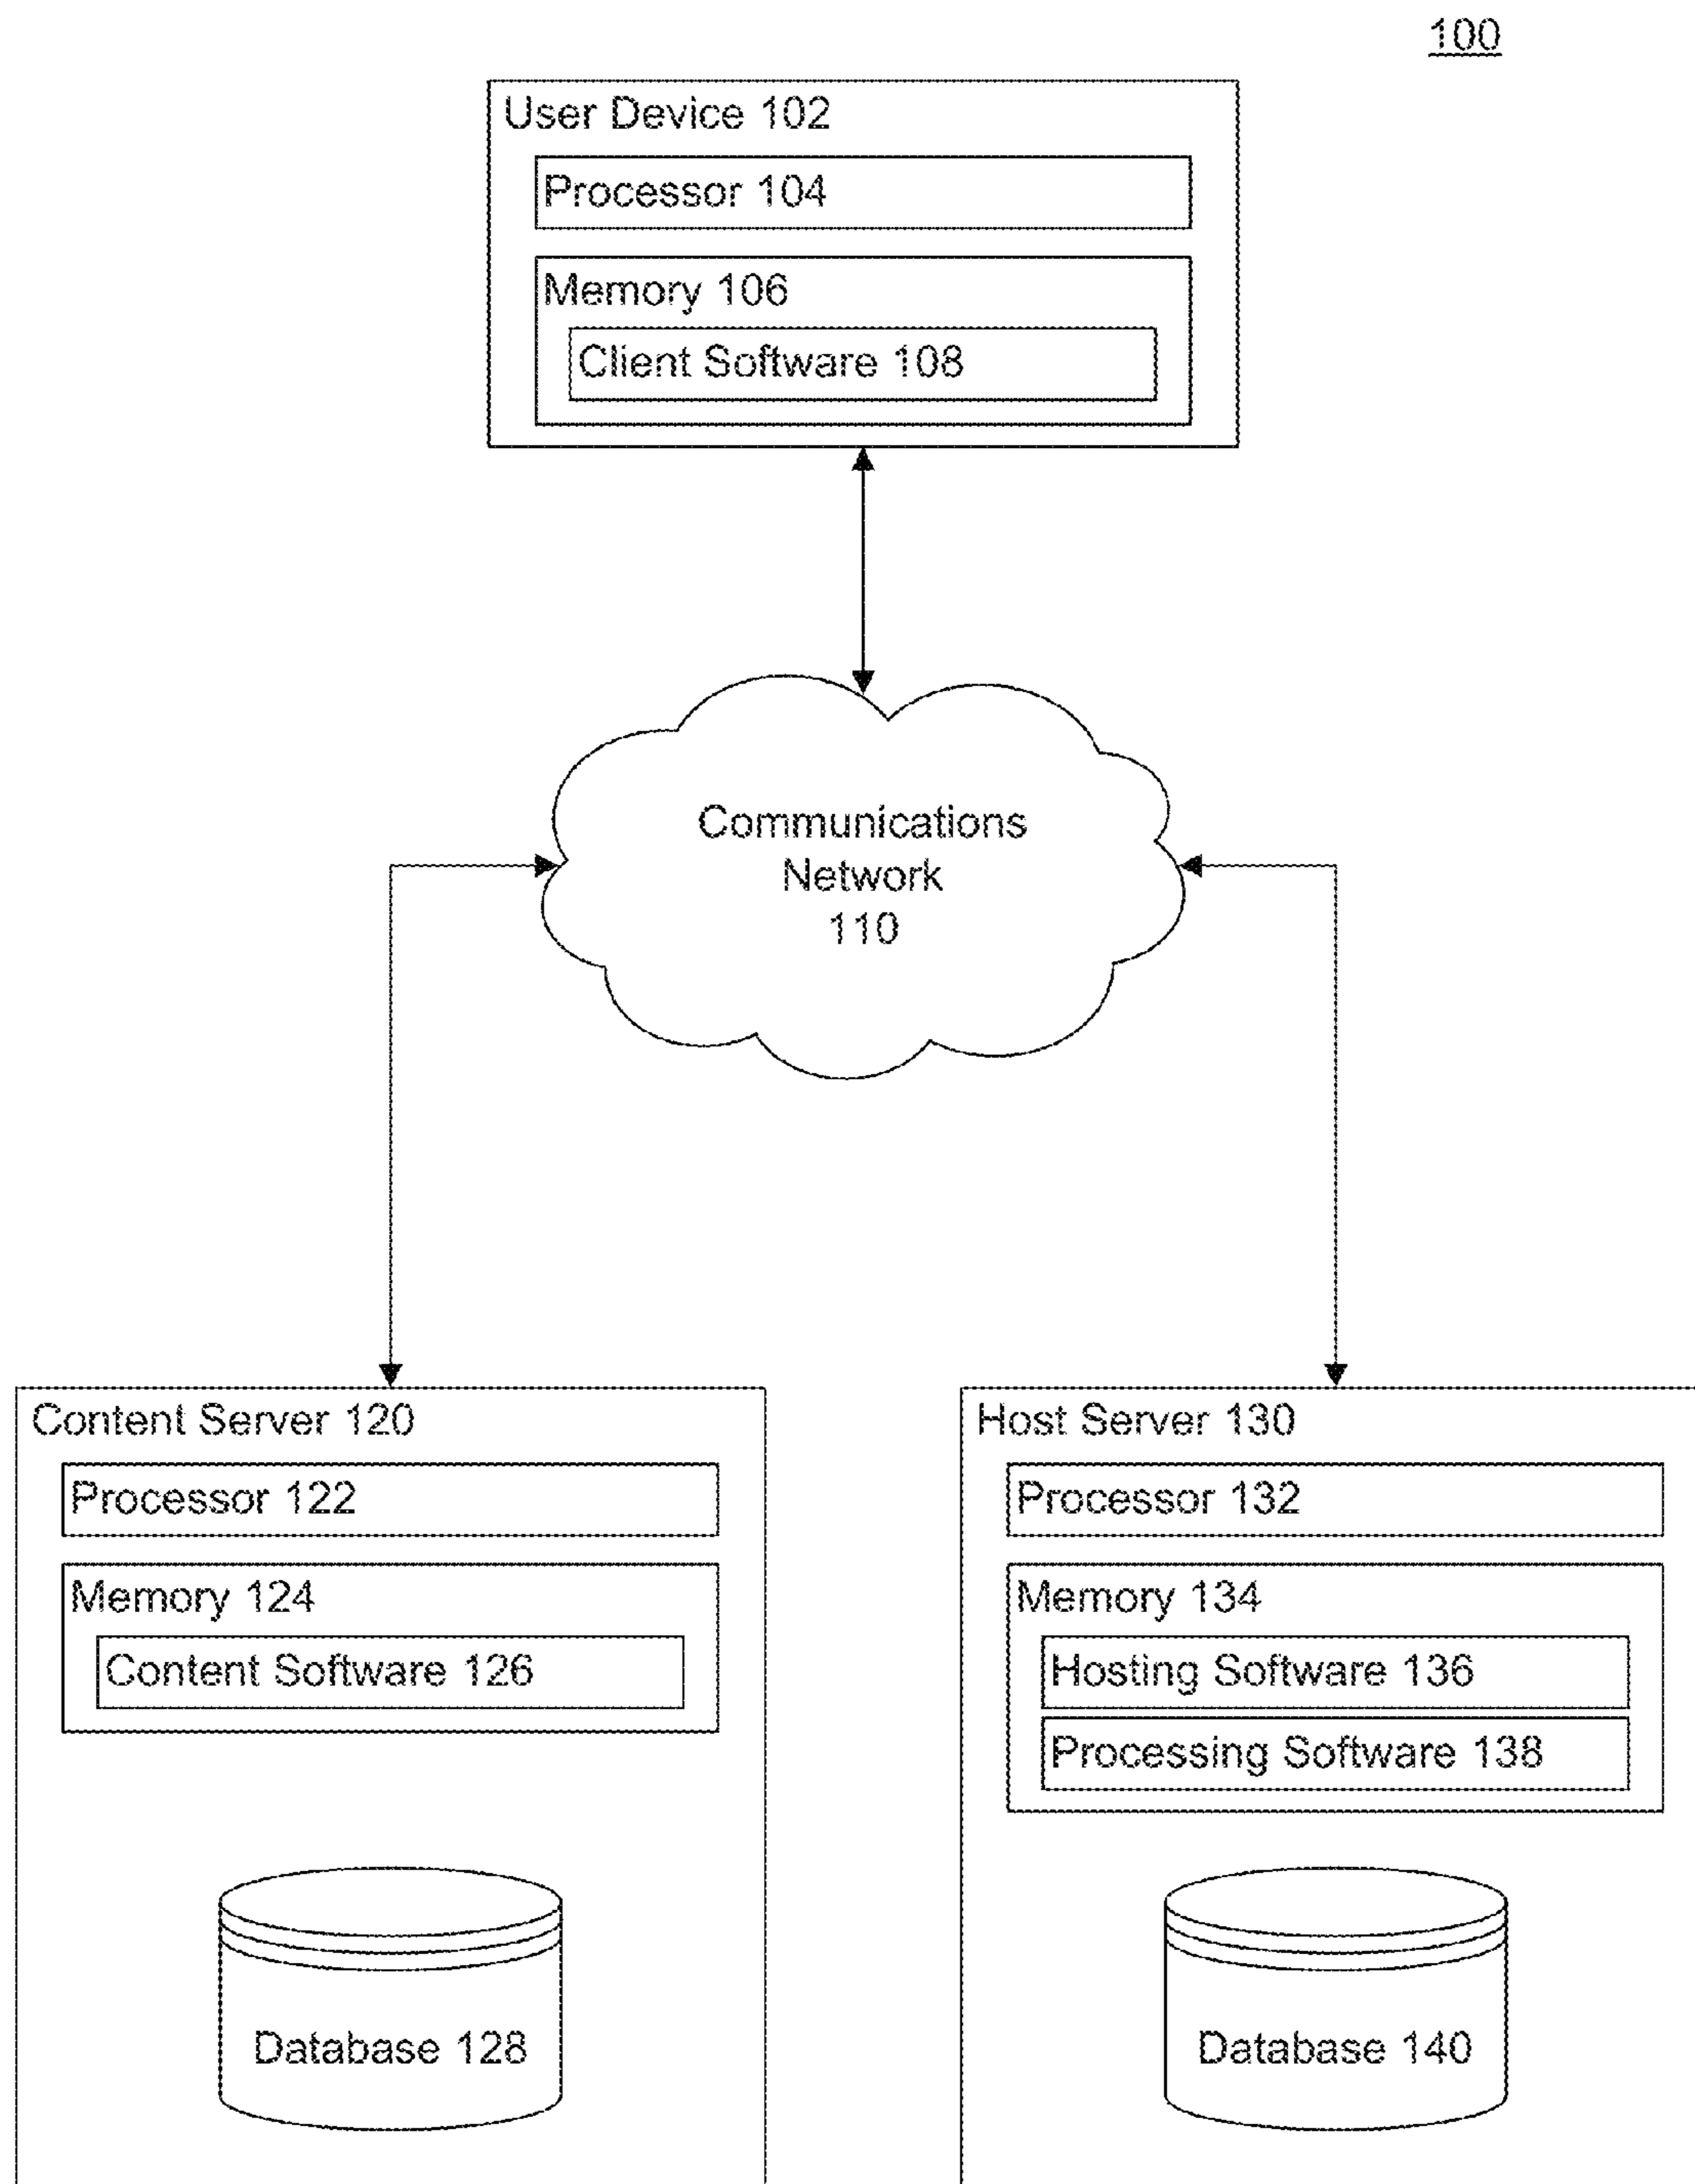 100
User Device 102
Processor 104
Memory 106
Client Software 108
Communications
Network
110
Content Server 120
Processor 122
Memory 124
Content Software 126
Database 128
Host Server 130
Processor 132
Memory 134
Hosting Software 136
Processing Software 138
Database 140